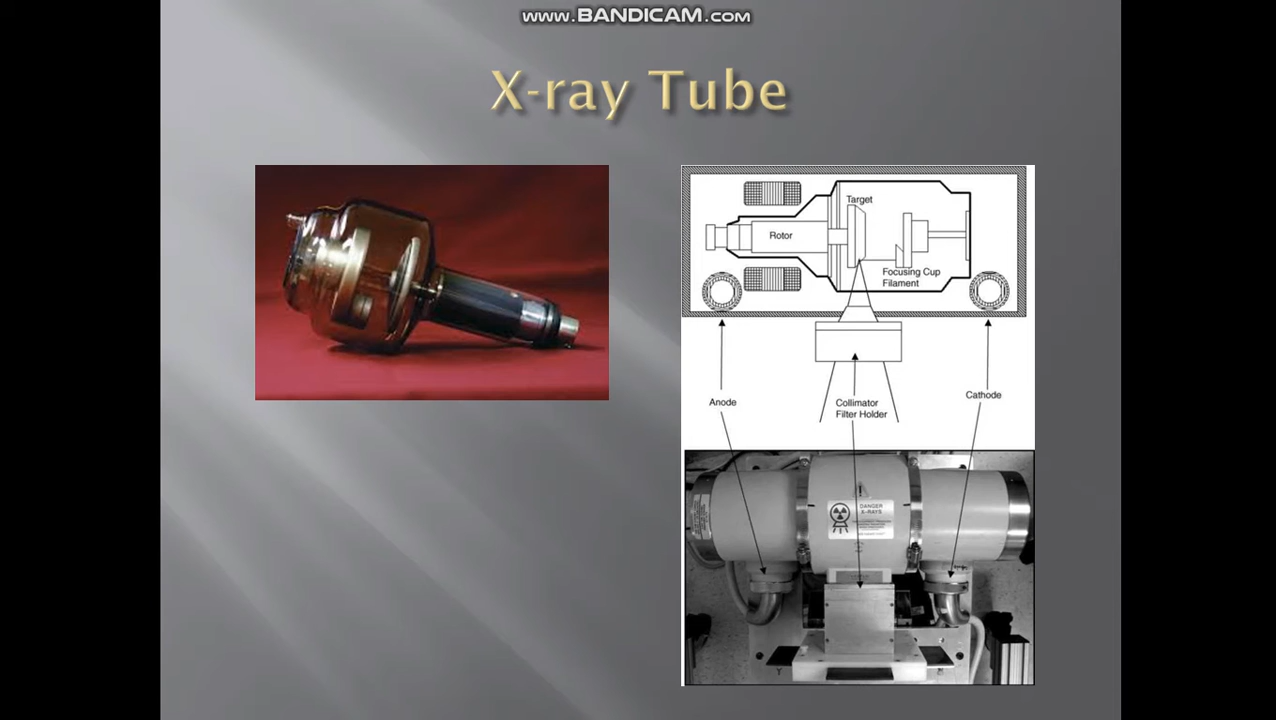 www.BANDICAM.com
X-ray Tube
Target
Rotor
Focusing Cup
Filament
Anode
Collimator
Filter Holder
Cathode
DANGER
X-RAYS